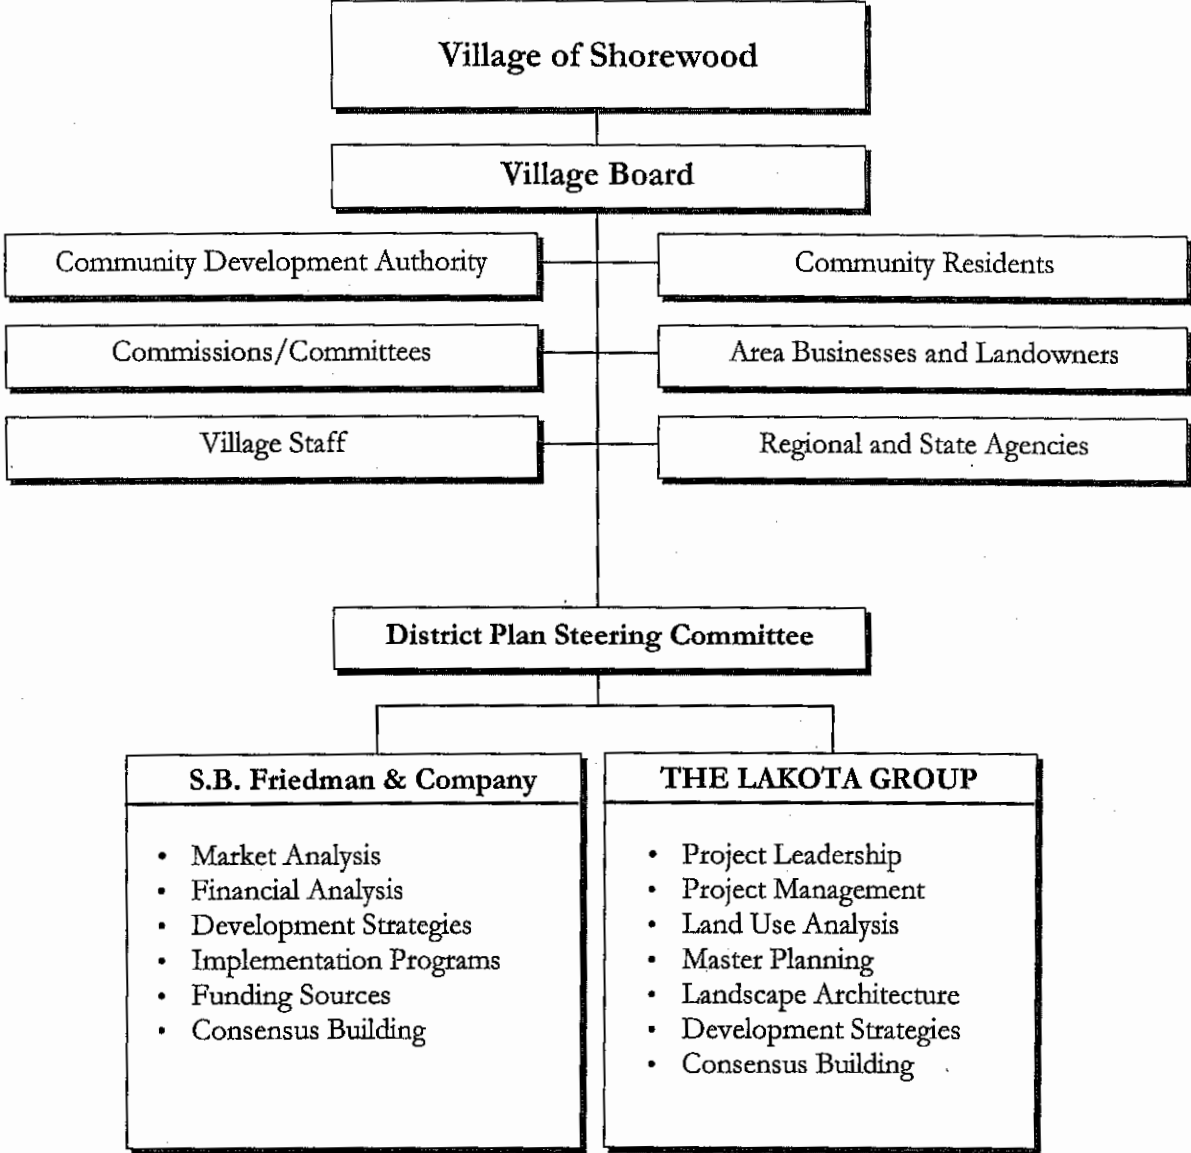 Village of Shorewood
Village Board
Community Development Authority
Community Residents
Commissions/Committees
Area Businesses and Landowners
Village Staff
Regional and State Agencies
District Plan Steering Committee
S.B. Friedman & Company
• Market Analysis
• Financial Analysis
• Development Strategies
• Implementation Programs
• Funding Sources
• Consensus Building
THE LAKOTA GROUP
• Project Leadership
• Project Management
• Land Use Analysis
• Master Planning
• Landscape Architecture
• Development Strategies
• Consensus Building